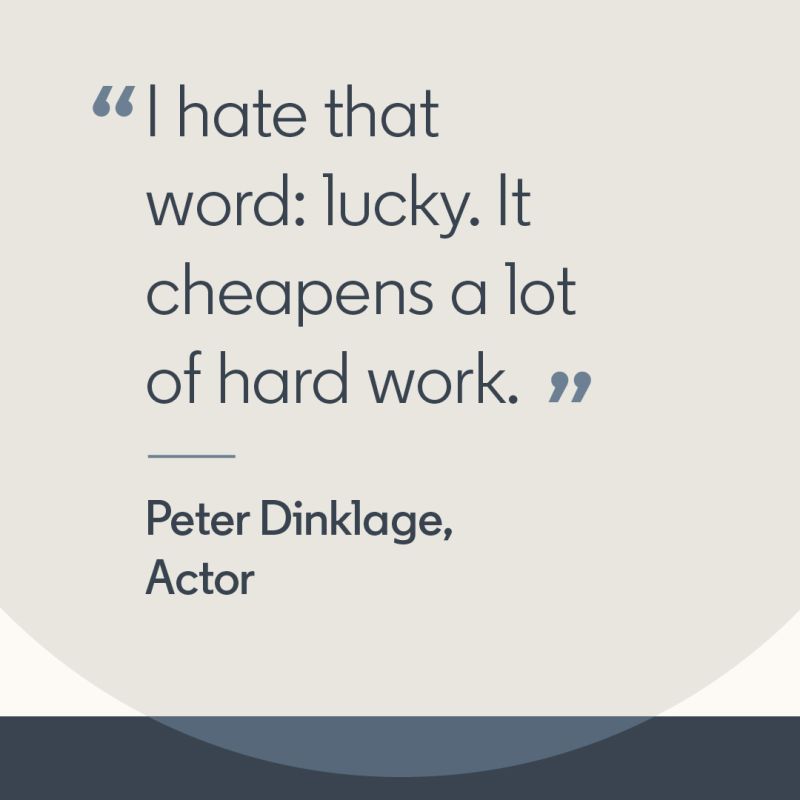 “I hate that
word: lucky. It
cheapens a lot
of hard work.”
Peter Dinklage,
Actor